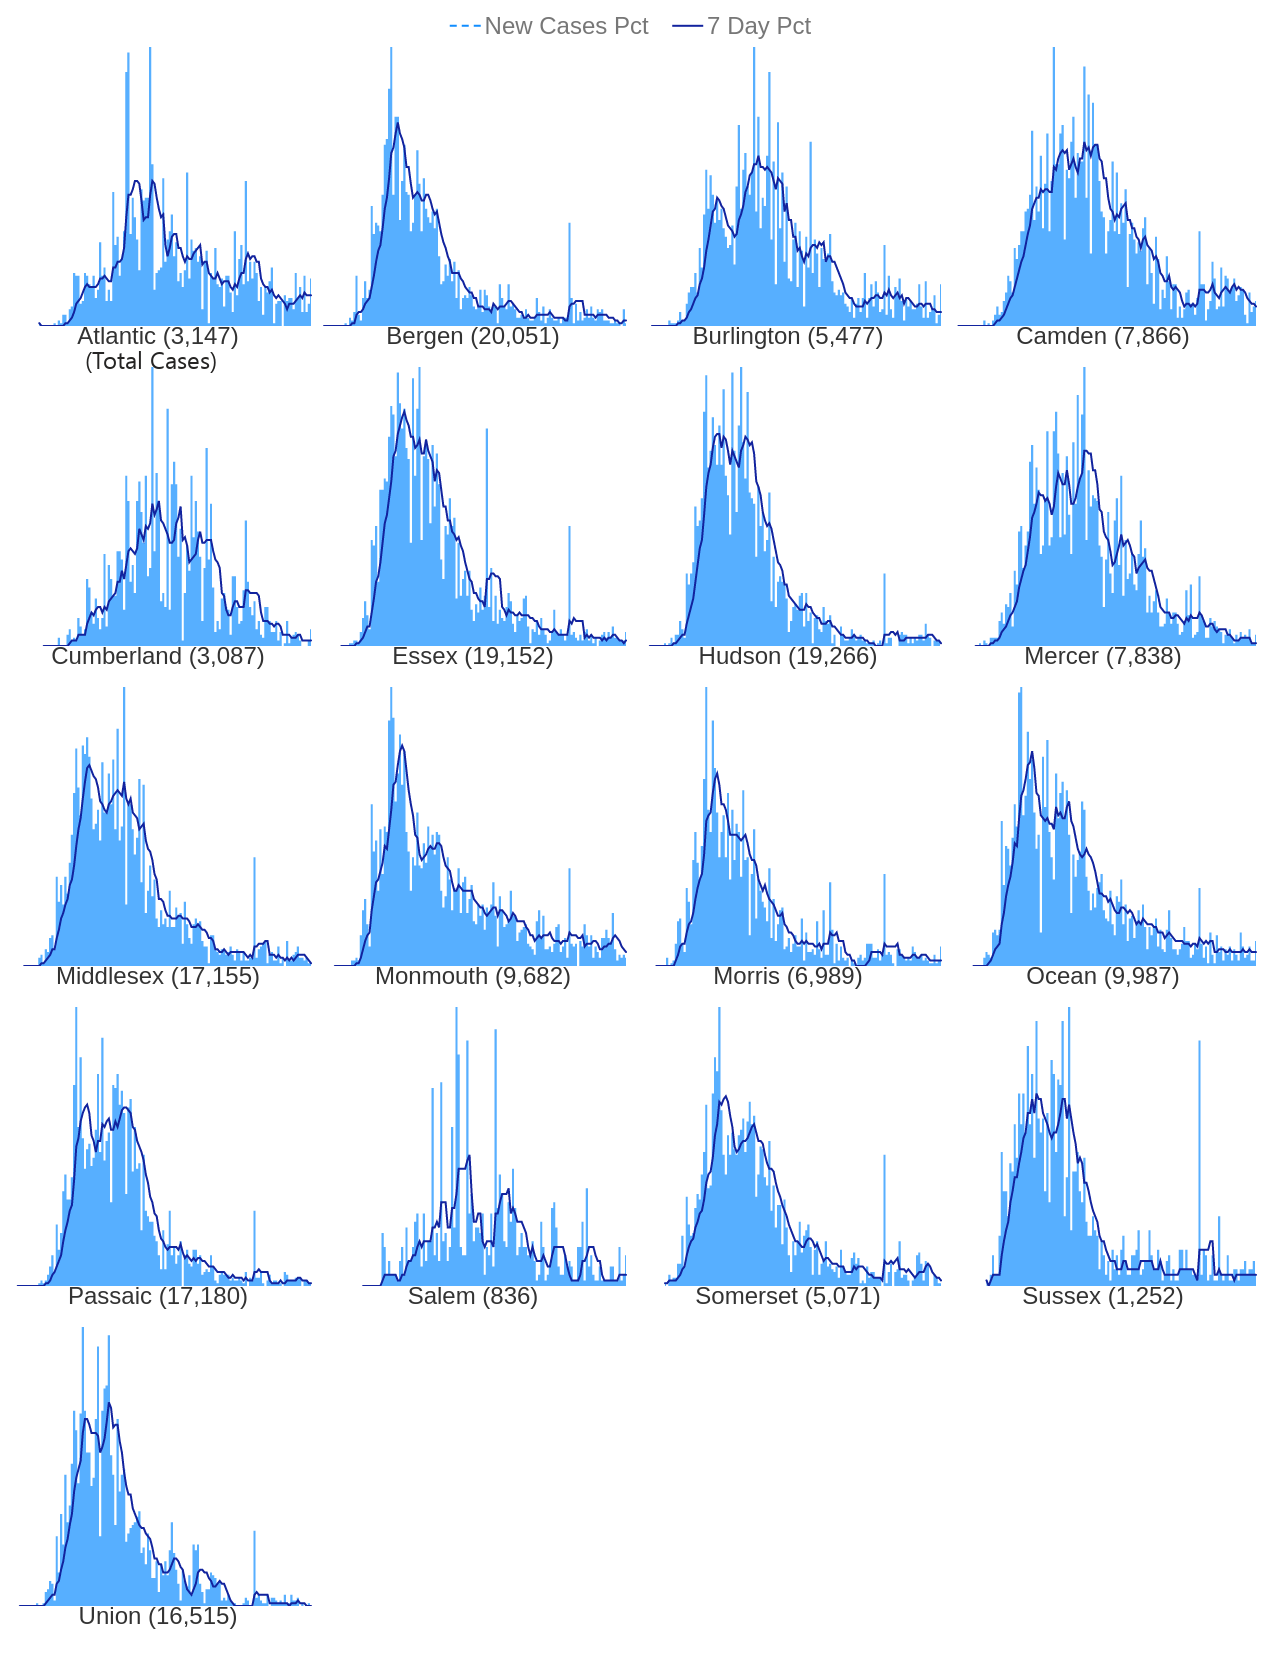 New Cases Pct 7 Day Pct
Atlantic (3,147) Bergen (20,051) Burlington (5,477) Camden (7,866)
(Total Cases)
Cumberland (3,087) Essex (19,152) Hudson (19,266) Mercer (7,838)
Middlesex (17,155) Monmouth (9,682) Morris (6,989) Ocean (9,987)
Passaic (17,180) Salem (836) Somerset (5,071) Sussex (1,252)
Union (16,515)